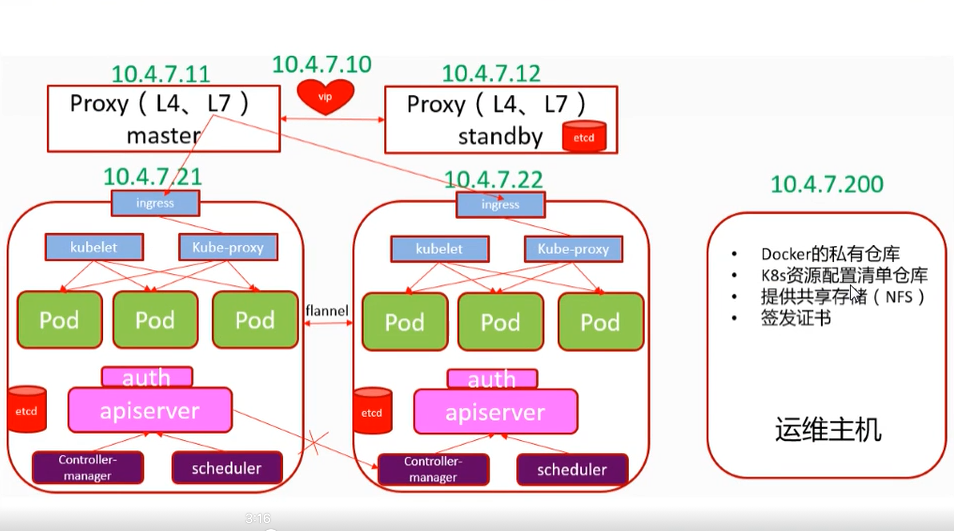 10.4.7.11
10.4.7.10
10.4.7.12
Proxy（L4、L7）
master
vip
Proxy（L4、L7）
standby
etcd
10.4.7.21
10.4.7.22
10.4.7.200
ingress
ingress
kubelet
Kube-proxy
kubelet
Kube-proxy
Pod
Pod
Pod
flannel
Pod
Pod
Pod
• Docker的私有仓库
• K8s资源配置清单仓库
• 提供共享存储（NFS）
• 签发证书
auth
apiserver
etcd
auth
apiserver
etcd
运维主机
Controller-
manager
scheduler
Controller-
manager
scheduler
3:16